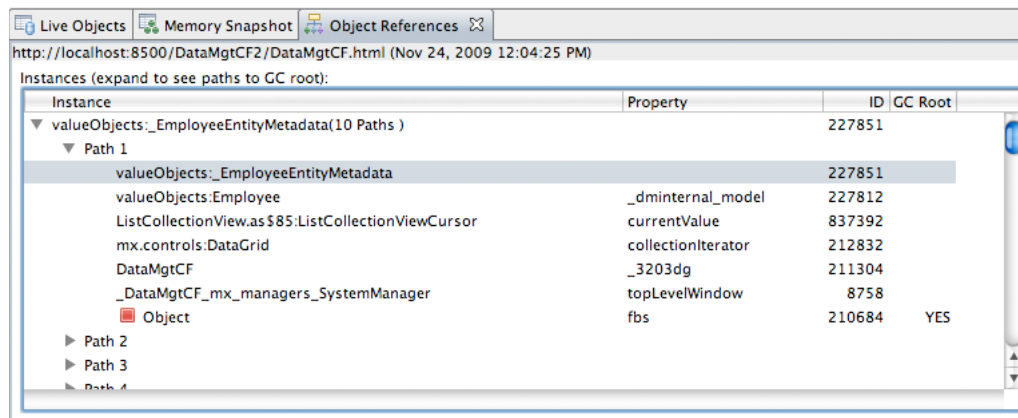 Live Objects Memory Snapshot Object References
http://localhost:8500/DataMgtCF2/DataMgtCF.html (Nov 24, 2009 12:04:25 PM)
Instances (expand to see paths to GC root):
Instance Property ID GC Root
valueObjects:_EmployeeEntityMetadata(10 Paths ) 227851
Path 1
valueObjects:_EmployeeEntityMetadata 227851
valueObjects:Employee _dminternal_model 227812
ListCollectionView.as$85:ListCollectionViewCursor currentValue 837392
mx.controls:DataGrid collectionIterator 212832
DataMgtCF _3203dg 211304
_DataMgtCF_mx_managers_SystemManager topLevelWindow 8758
Object fbs 210684 YES
Path 2
Path 3
Path 4